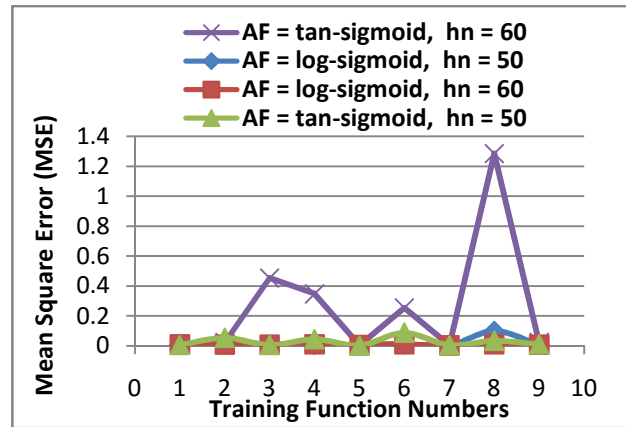 AF = tan-sigmoid, hn = 60
AF = log-sigmoid, hn = 50
AF = log-sigmoid, hn = 60
AF = tan-sigmoid, hn = 50
Mean Square Error (MSE)
1.4
1.2
1
0.8
0.6
0.4
0.2
0
0 1 2 3 4 5 6 7 8 9 10
Training Function Numbers